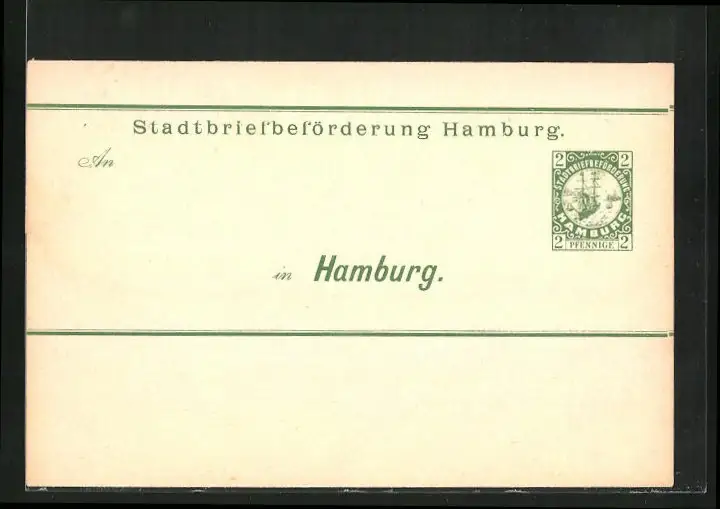 Stadtbriefbeförderung Hamburg.
An
2 2
STADTBRIEFBEFÖRDERUNG
HAMBURG
2 PFENNIGE 2
in Hamburg.